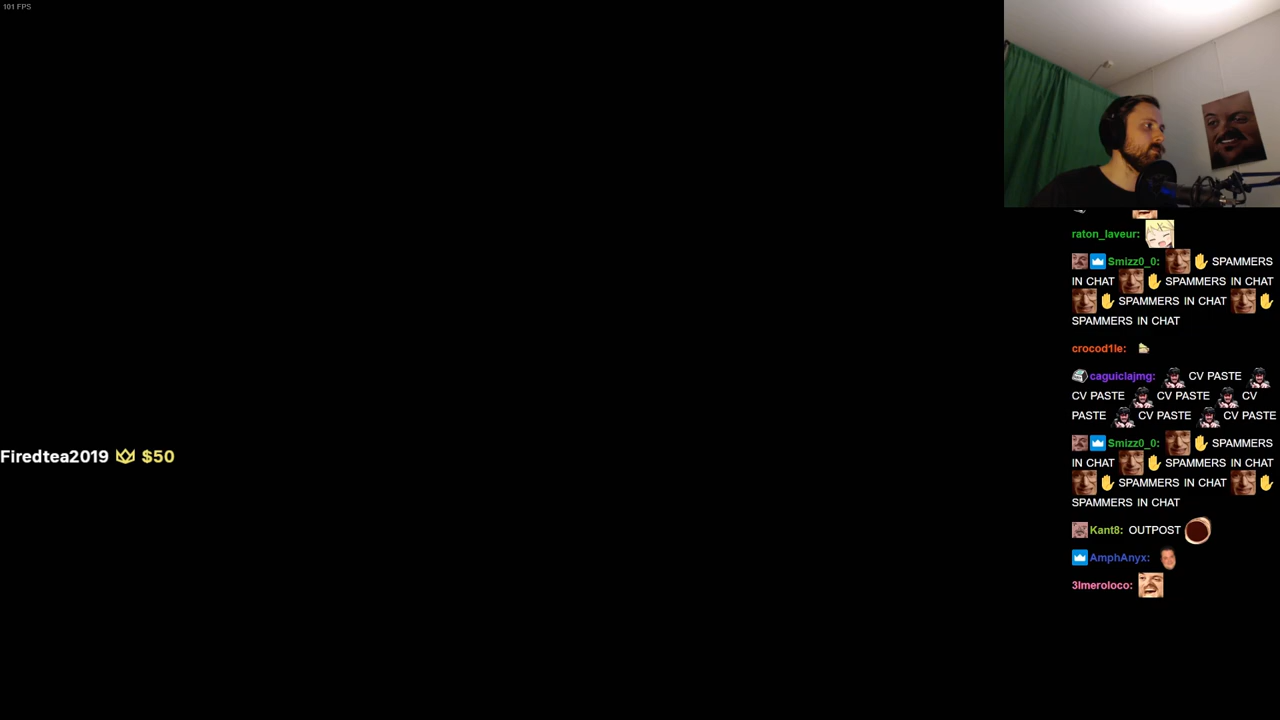 101 FPS
raton_laveur:
Smizz0_0: SPAMMERS
IN CHAT SPAMMERS IN CHAT
SPAMMERS IN CHAT
SPAMMERS IN CHAT
crocod1le:
caguiclajmg: CV PASTE
CV PASTE CV PASTE CV
PASTE CV PASTE CV PASTE
Smizz0_0: SPAMMERS
IN CHAT SPAMMERS IN CHAT
SPAMMERS IN CHAT
SPAMMERS IN CHAT
Firedtea2019 $50
Kant8: OUTPOST
AmphAnyx:
3lmeroloco: